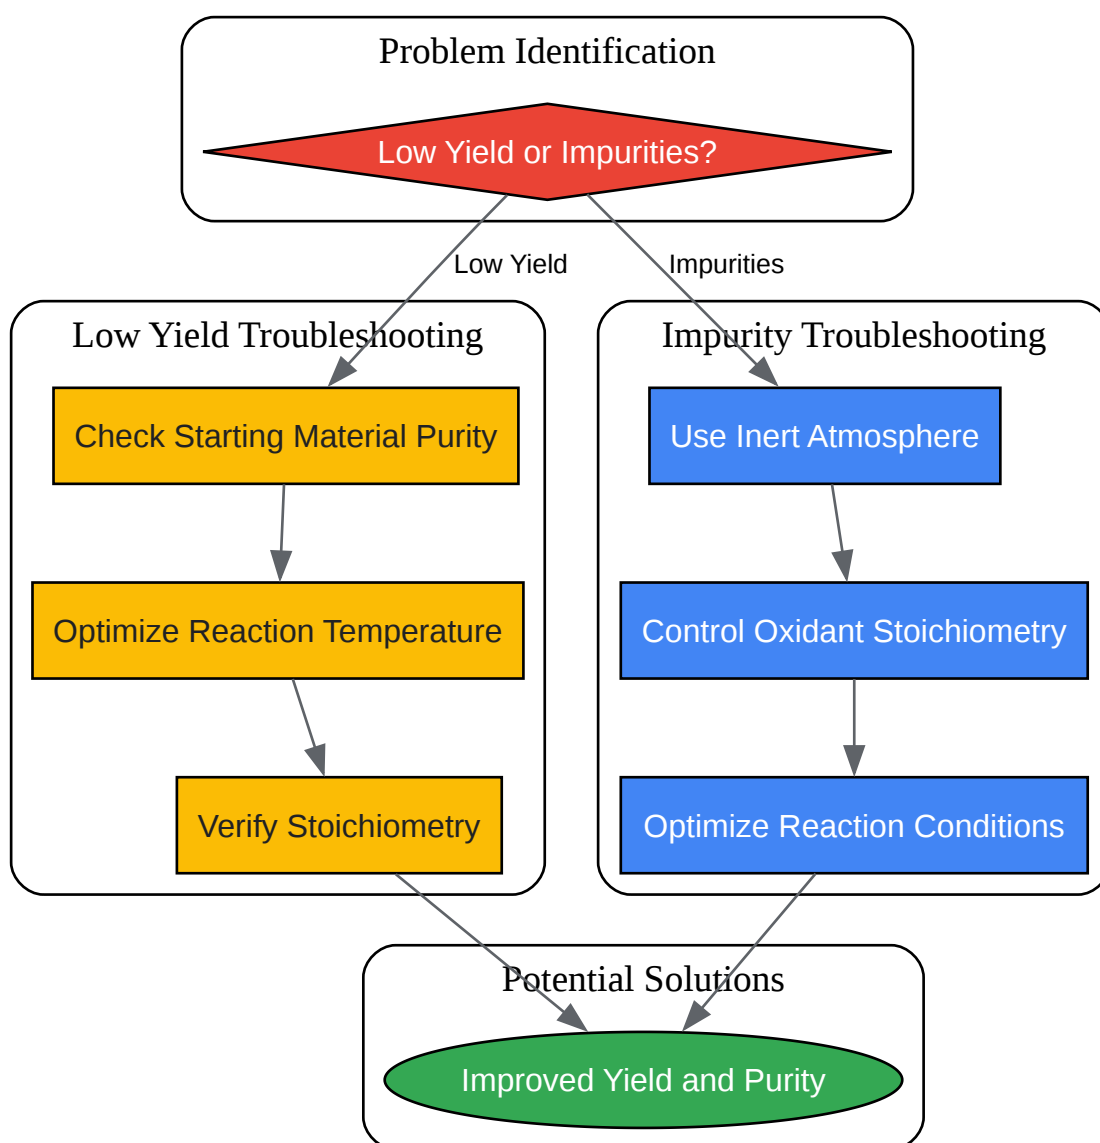 Problem Identification
Low Yield or Impurities?
Low Yield
Impurities
Low Yield Troubleshooting
Check Starting Material Purity
Optimize Reaction Temperature
Verify Stoichiometry
Impurity Troubleshooting
Use Inert Atmosphere
Control Oxidant Stoichiometry
Optimize Reaction Conditions
Potential Solutions
Improved Yield and Purity